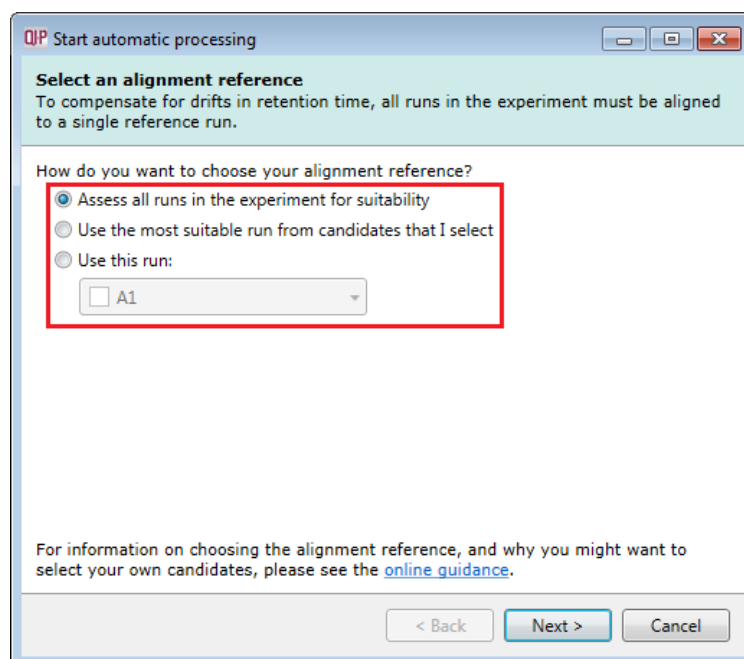 QIP Start automatic processing
Select an alignment reference
To compensate for drifts in retention time, all runs in the experiment must be aligned
to a single reference run.
How do you want to choose your alignment reference?
Assess all runs in the experiment for suitability
Use the most suitable run from candidates that I select
Use this run:
A1
For information on choosing the alignment reference, and why you might want to
select your own candidates, please see the online guidance.
< Back Next > Cancel